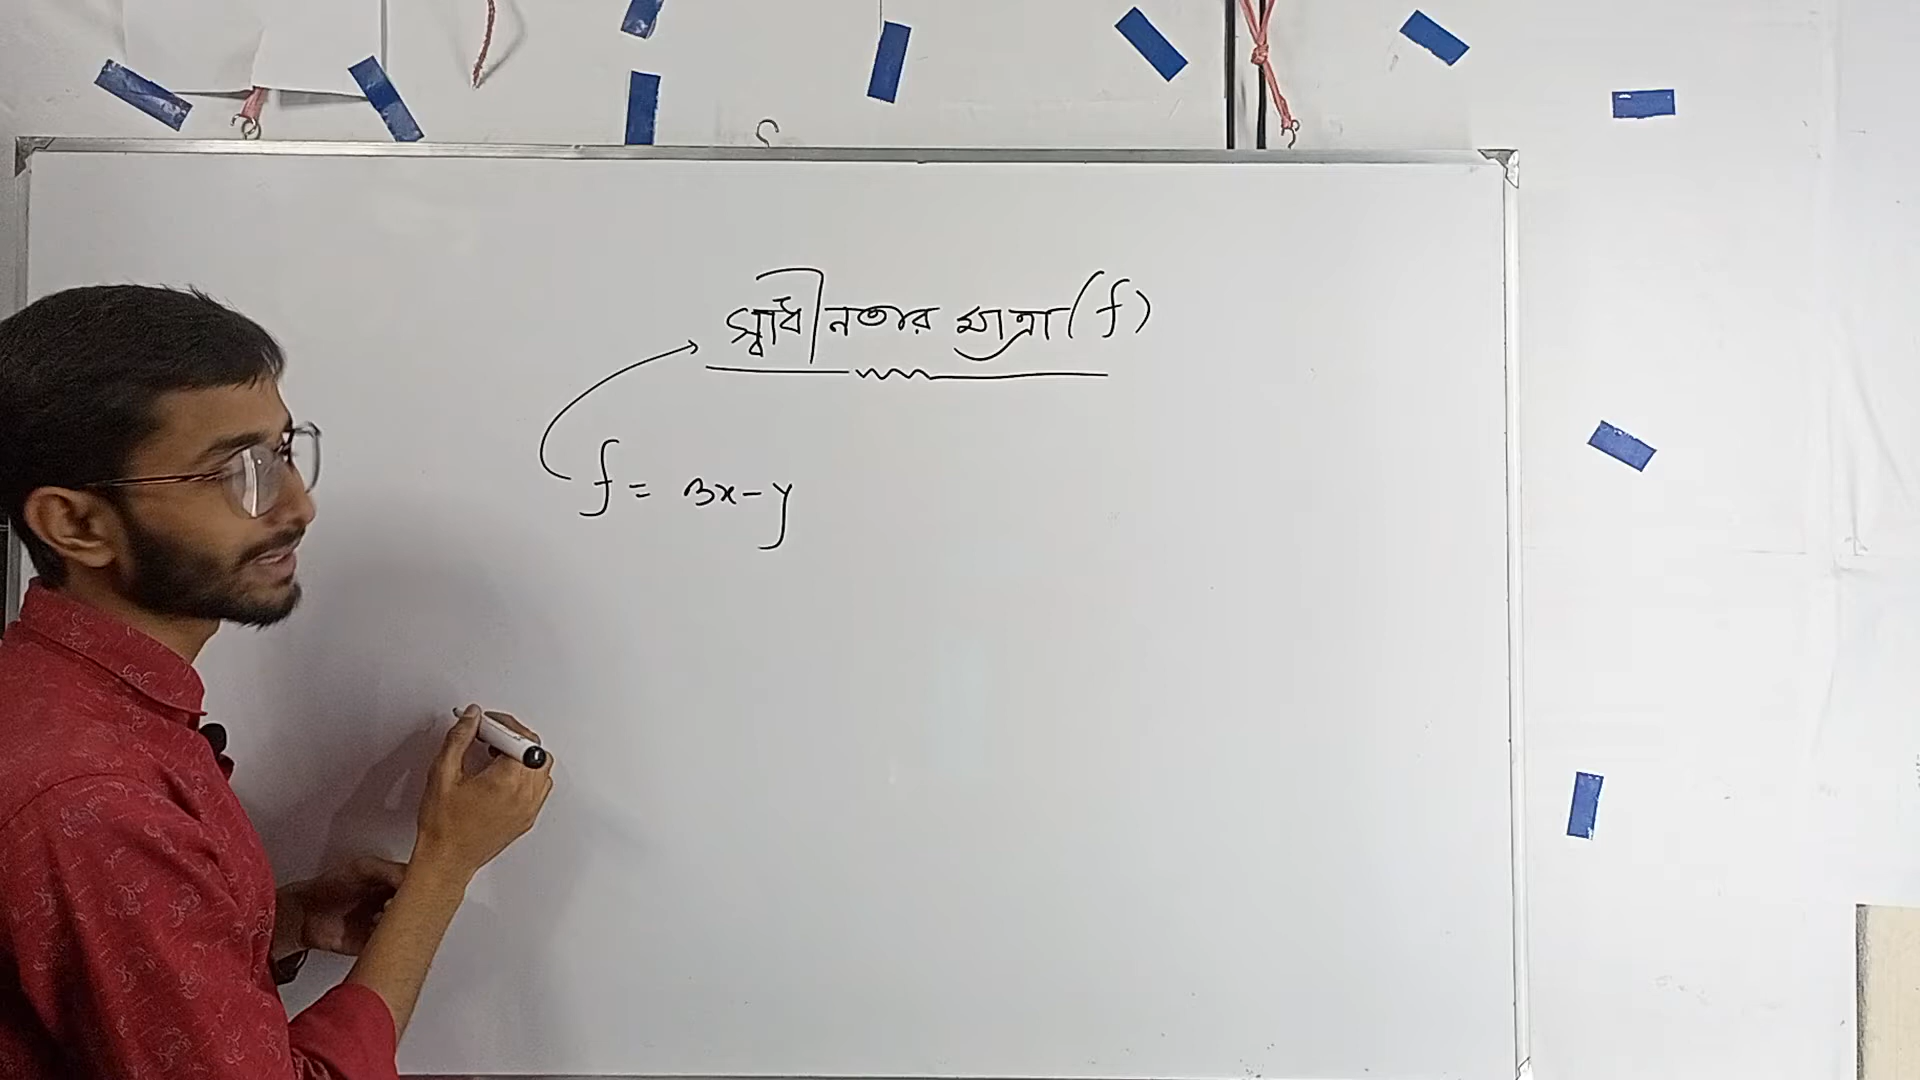 স্বাধীনতার মাত্রা (f)
f = 3x-y